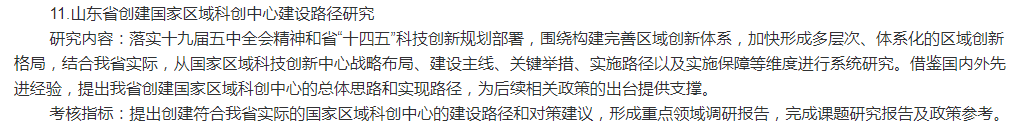 11.山东省创建国家区域科创中心建设路径研究
研究内容：落实十九届五中全会精神和省“十四五”科技创新规划部署，围绕构建完善区域创新体系，加快形成多层次、体系化的区域创新
格局，结合我省实际，从国家区域科技创新中心战略布局、建设主线、关键举措、实施路径以及实施保障等维度进行系统研究。借鉴国内外先
进经验，提出我省创建国家区域科创中心的总体思路和实现路径，为后续相关政策的出台提供支撑。
考核指标：提出创建符合我省实际的国家区域科创中心的建设路径和对策建议，形成重点领域调研报告，完成课题研究报告及政策参考。